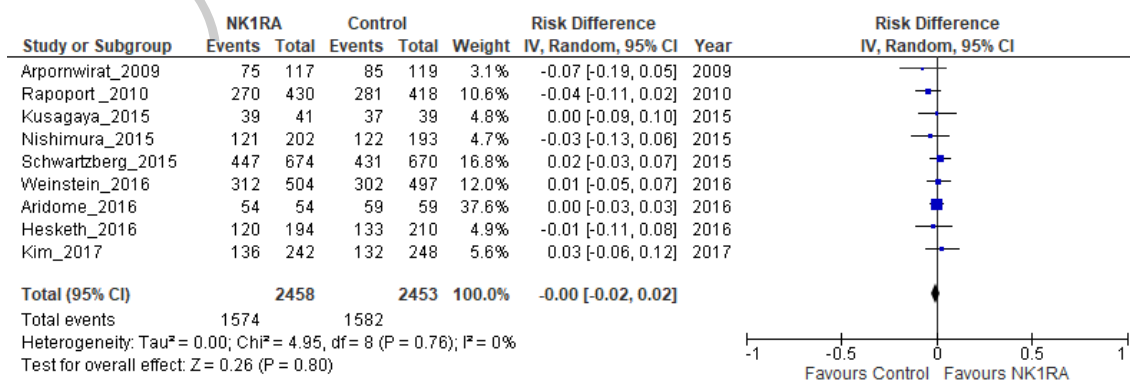 NK1RA Control Risk Difference Risk Difference
Study or Subgroup Events Total Events Total Weight IV, Random, 95% CI Year IV, Random, 95% CI
Arpornwirat_2009 75 117 85 119 3.1% -0.07 [-0.19, 0.05] 2009
Rapoport _2010 270 430 281 418 10.6% -0.04 [-0.11, 0.02] 2010
Kusagaya_2015 39 41 37 39 4.8% 0.00 [-0.09, 0.10] 2015
Nishimura_2015 121 202 122 193 4.7% -0.03 [-0.13, 0.06] 2015
Schwartzberg_2015 447 674 431 670 16.8% 0.02 [-0.03, 0.07] 2015
Weinstein_2016 312 504 302 497 12.0% 0.01 [-0.05, 0.07] 2016
Aridome_2016 54 54 59 59 37.6% 0.00 [-0.03, 0.03] 2016
Hesketh_2016 120 194 133 210 4.9% -0.01 [-0.11, 0.08] 2016
Kim_2017 136 242 132 248 5.6% 0.03 [-0.06, 0.12] 2017
Total (95% CI) 2458 2453 100.0% -0.00 [-0.02, 0.02]
Total events 1574 1582
Heterogeneity: Tau² = 0.00; Chi² = 4.95, df = 8 (P = 0.76); I² = 0%
Test for overall effect: Z = 0.26 (P = 0.80)
-1 -0.5 0 0.5 1
Favours Control Favours NK1RA